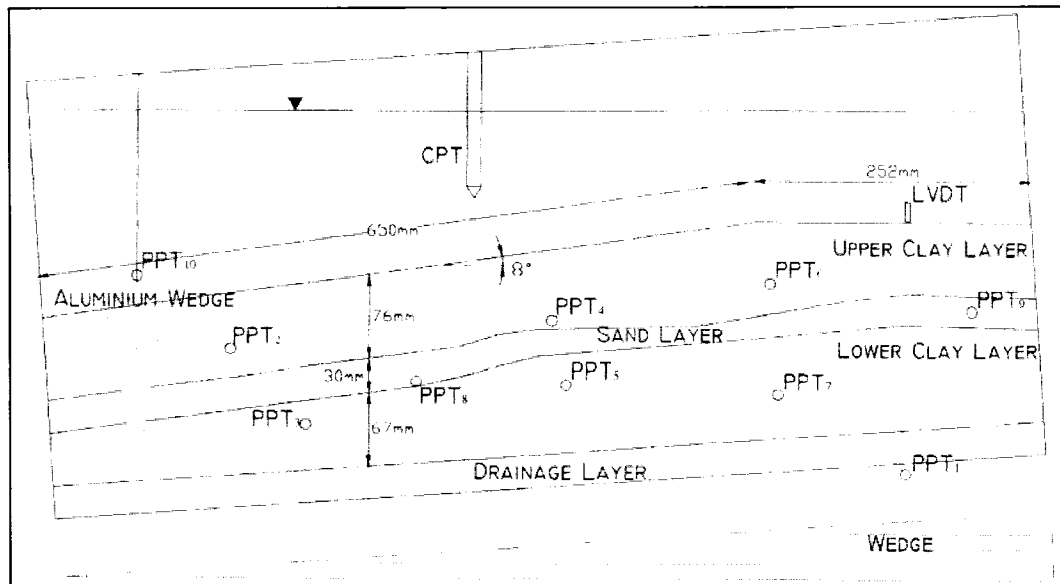 CPT
252mm
LVDT
650mm
8°
UPPER CLAY LAYER
PPT₁₀
ALUMINIUM WEDGE
76mm
PPT₄
PPT₉
SAND LAYER
PPT₂
LOWER CLAY LAYER
30mm
PPT₈
PPT₅
PPT₇
67mm
DRAINAGE LAYER
PPT₁
WEDGE